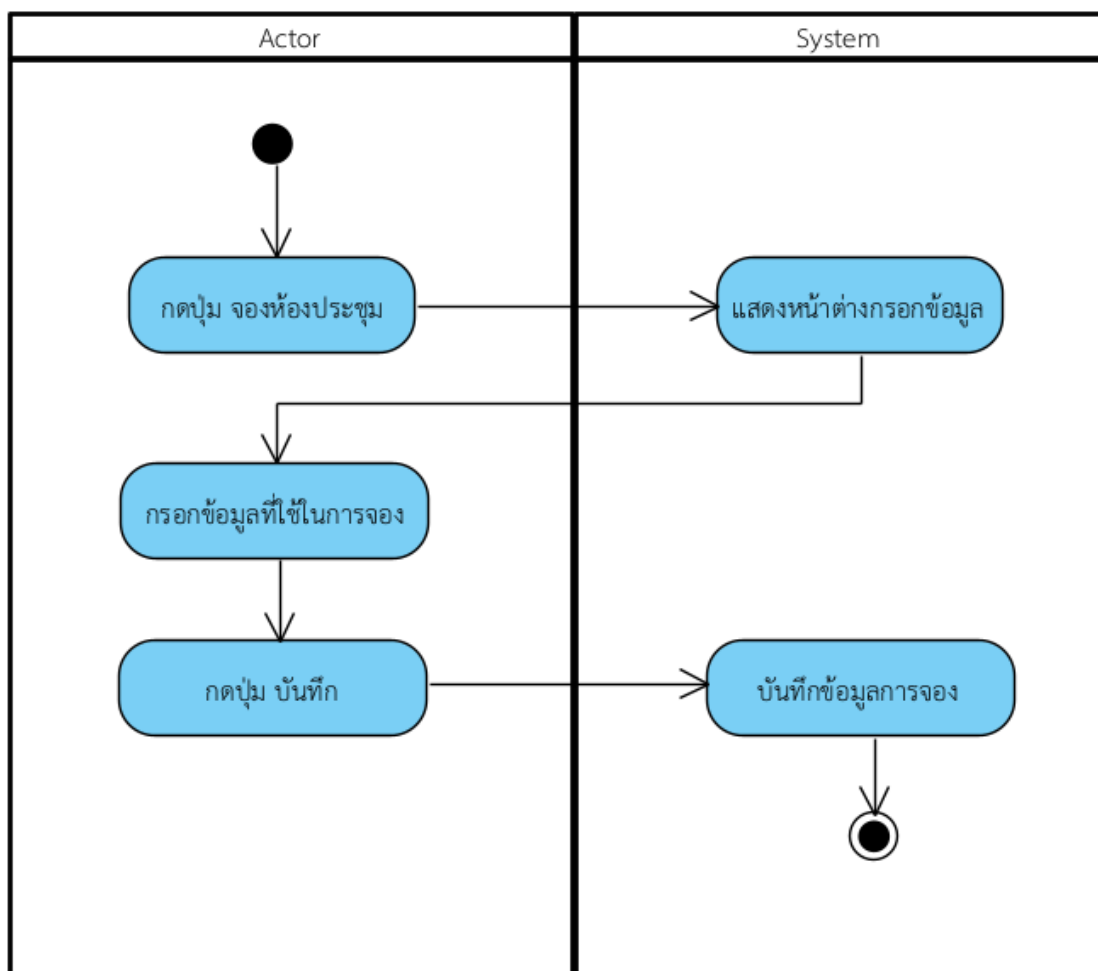 Actor
System
กดปุ่ม จองห้องประชุม
แสดงหน้าต่างกรอกข้อมูล
กรอกข้อมูลที่ใช้ในการจอง
กดปุ่ม บันทึก
บันทึกข้อมูลการจอง